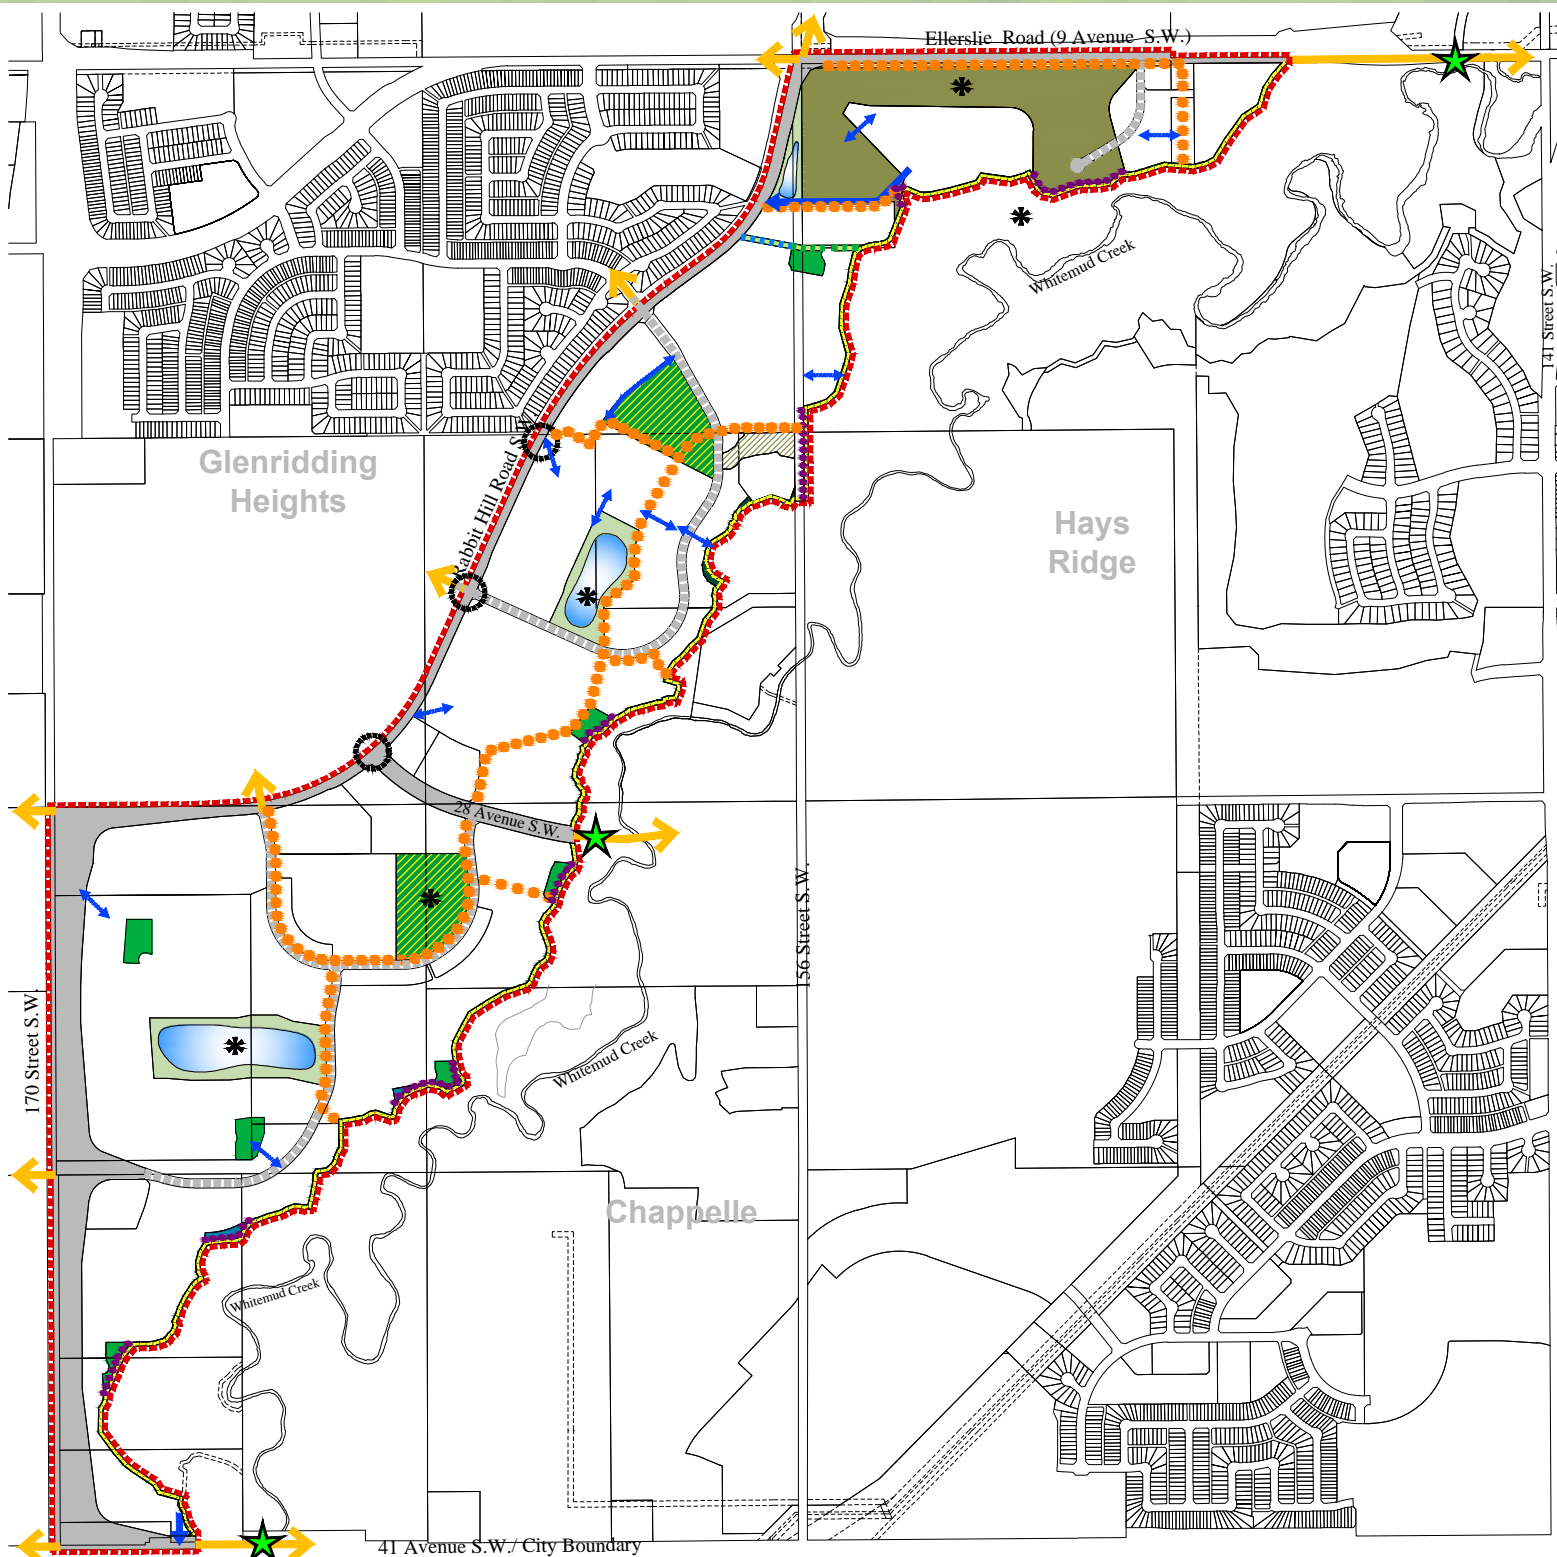 Ellerslie Road (9 Avenue S.W.)
Whitemud Creek
141 Street S.W.
Glenridding
Heights
Rabbit Hill Road S.W.
Hays
Ridge
28 Avenue S.W.
156 Street S.W.
170 Street S.W.
Whitemud Creek
Chappelle
Whitemud Creek
41 Avenue S.W./ City Boundary